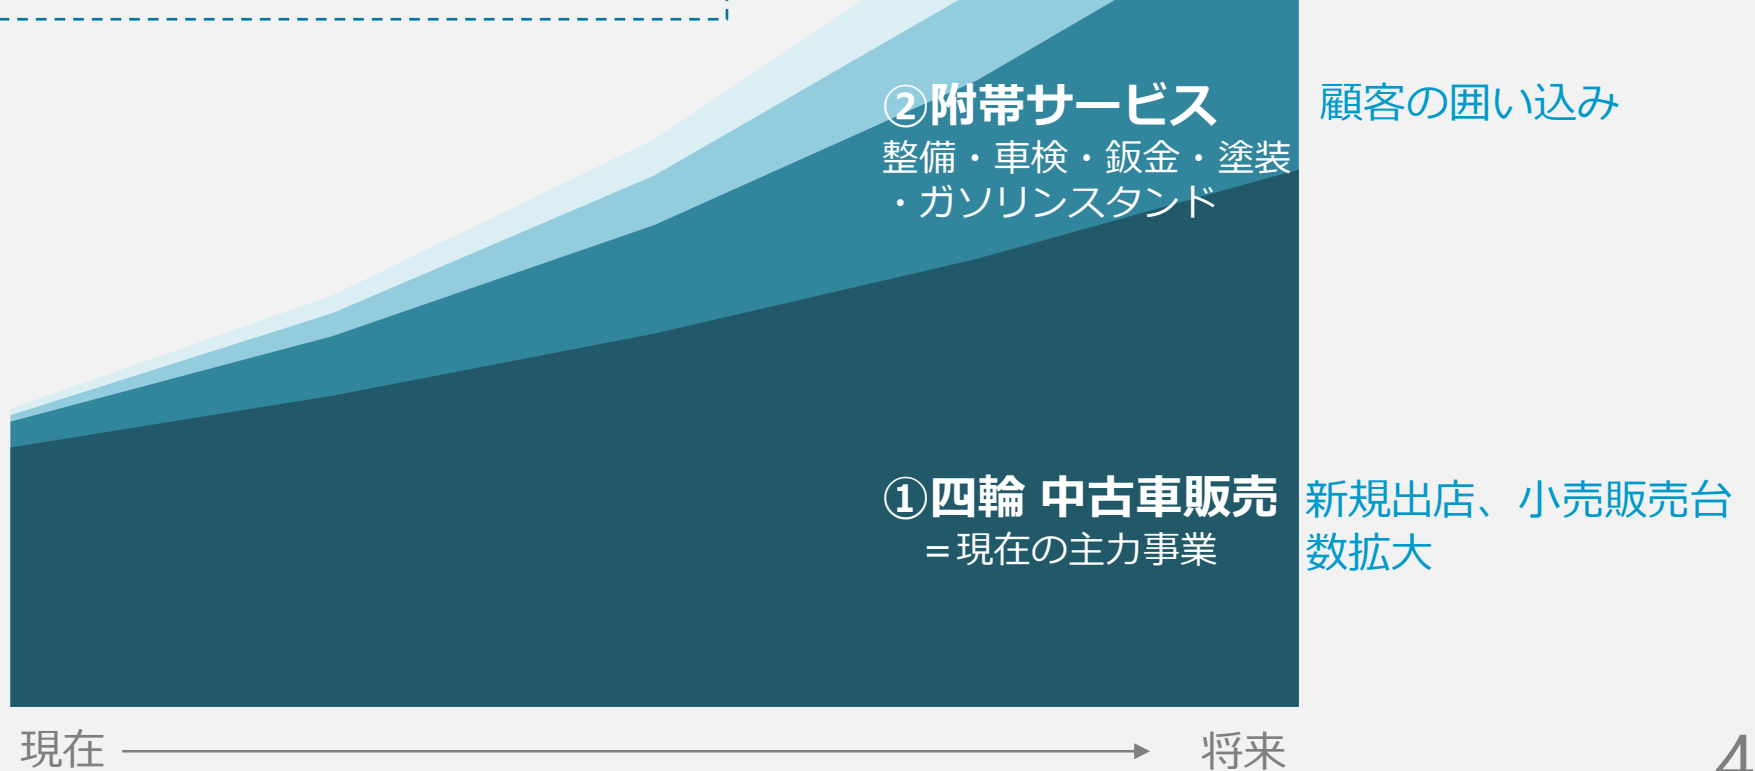 ②附帯サービス
整備・車検・鈑金・塗装
・ガソリンスタンド
顧客の囲い込み
①四輪 中古車販売
＝現在の主力事業
新規出店、小売販売台
数拡大
現在
将来
4